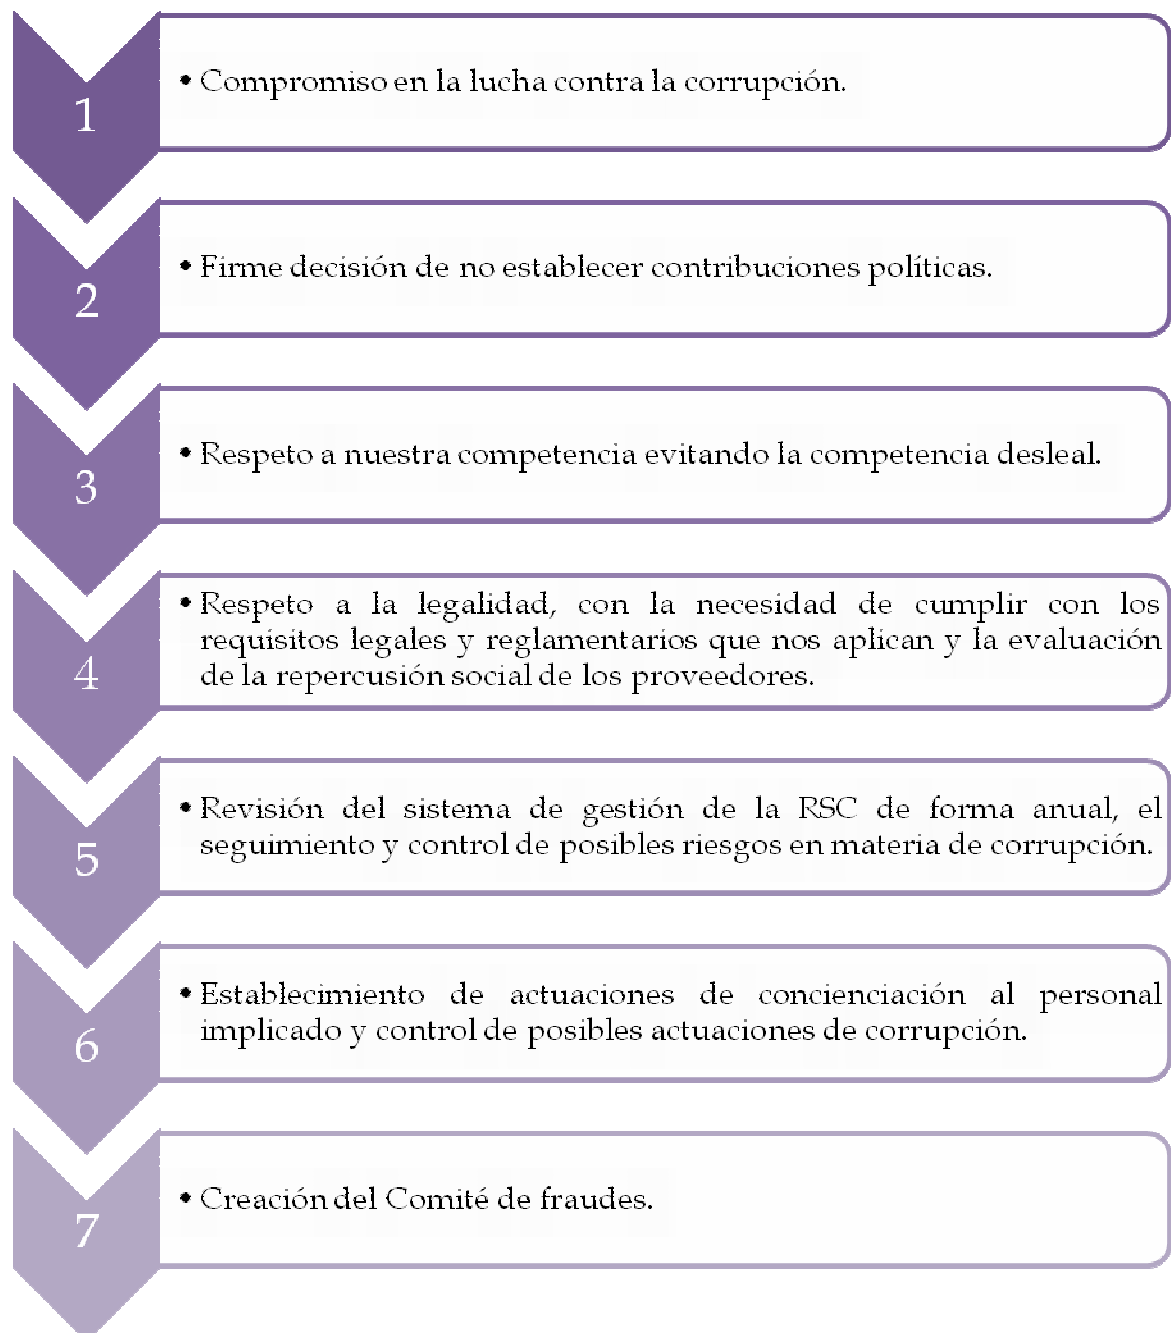 1
• Compromiso en la lucha contra la corrupción.
2
• Firme decisión de no establecer contribuciones políticas.
3
• Respeto a nuestra competencia evitando la competencia desleal.
4
• Respeto a la legalidad, con la necesidad de cumplir con los
requisitos legales y reglamentarios que nos aplican y la evaluación
de la repercusión social de los proveedores.
5
• Revisión del sistema de gestión de la RSC de forma anual, el
seguimiento y control de posibles riesgos en materia de corrupción.
6
• Establecimiento de actuaciones de concienciación al personal
implicado y control de posibles actuaciones de corrupción.
7
• Creación del Comité de fraudes.